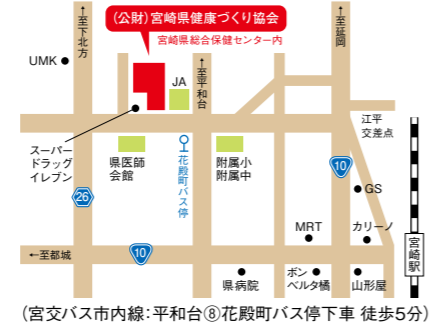 (公財)宮崎県健康づくり協会
宮崎県総合保健センター内
↑至下北方
UMK
JA
↑至平和台
↑至延岡
江平
交差点
スーパー
ドラッグ
イレブン
県医師
会館
花殿町バス停
附属小
附属中
10
GS
26
MRT
カリーノ
宮崎駅
←至都城
10
県病院
ボン
ベルタ橘
山形屋
(宮交バス市内線:平和台⑧花殿町バス停下車 徒歩5分)